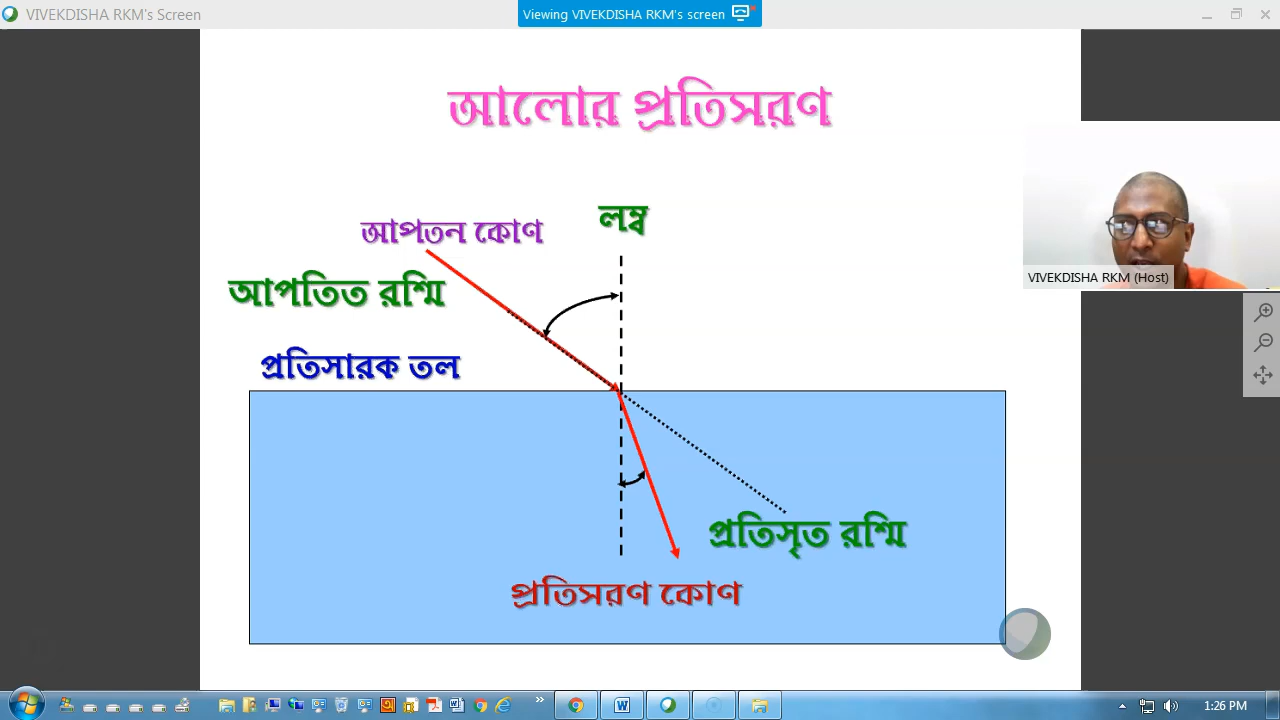 VIVEKDISHA RKM's Screen
Viewing VIVEKDISHA RKM's screen
আলোর প্রতিসরণ
লম্ব
আপতন কোণ
আপতিত রশ্মি
VIVEKDISHA RKM (Host)
প্রতিসারক তল
প্রতিসৃত রশ্মি
প্রতিসরণ কোণ
1:26 PM